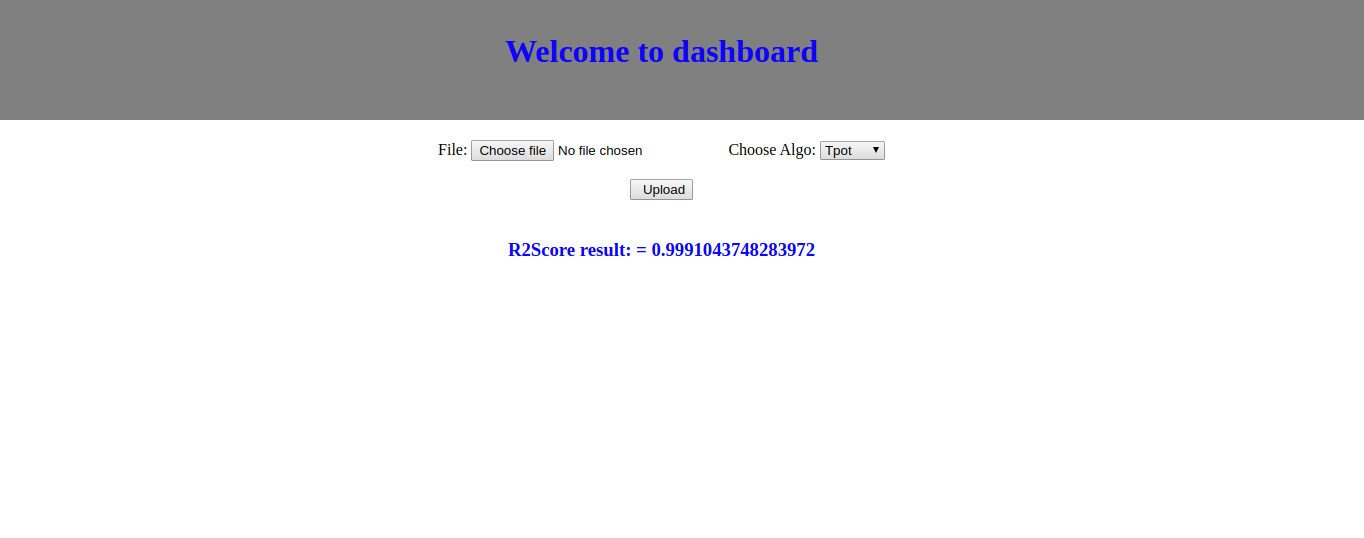 Welcome to dashboard
File: Choose file No file chosen Choose Algo: Tpot
Upload
R2Score result: = 0.9991043748283972